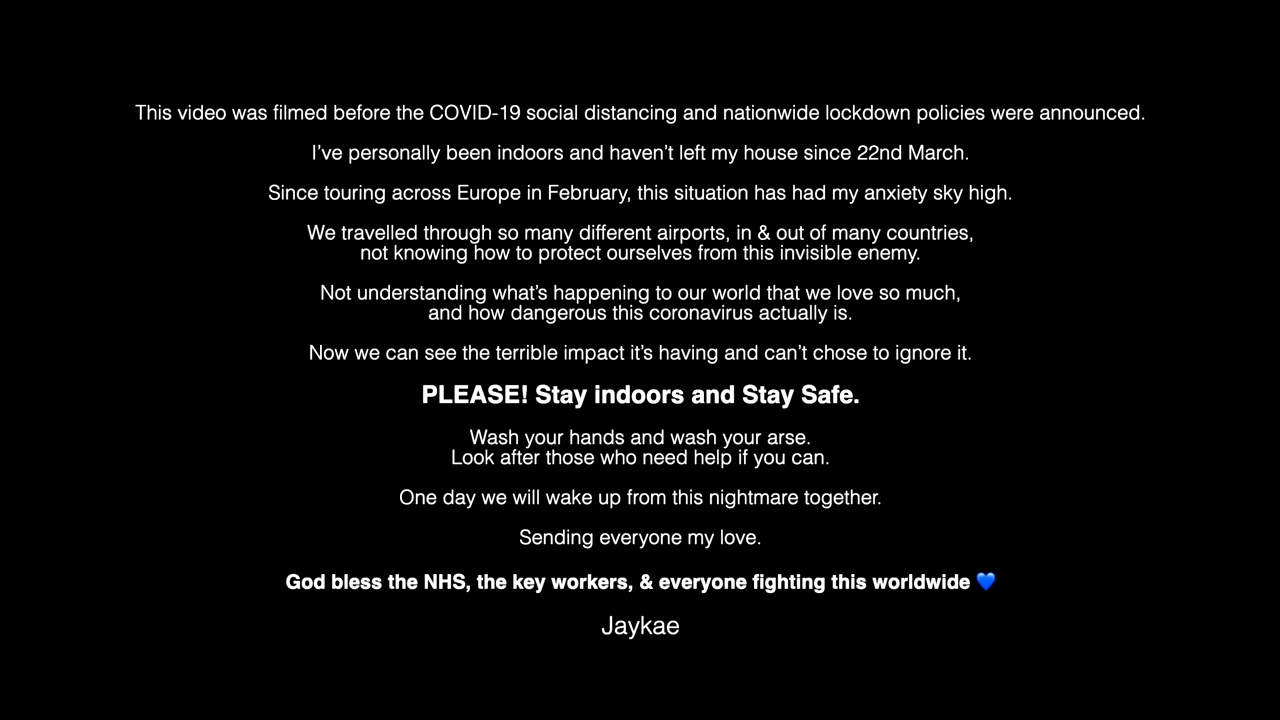 This video was filmed before the COVID-19 social distancing and nationwide lockdown policies were announced.
I’ve personally been indoors and haven’t left my house since 22nd March.
Since touring across Europe in February, this situation has had my anxiety sky high.
We travelled through so many different airports, in & out of many countries,
not knowing how to protect ourselves from this invisible enemy.
Not understanding what’s happening to our world that we love so much,
and how dangerous this coronavirus actually is.
Now we can see the terrible impact it’s having and can’t chose to ignore it.
PLEASE! Stay indoors and Stay Safe.
Wash your hands and wash your arse.
Look after those who need help if you can.
One day we will wake up from this nightmare together.
Sending everyone my love.
God bless the NHS, the key workers, & everyone fighting this worldwide 💙
Jaykae